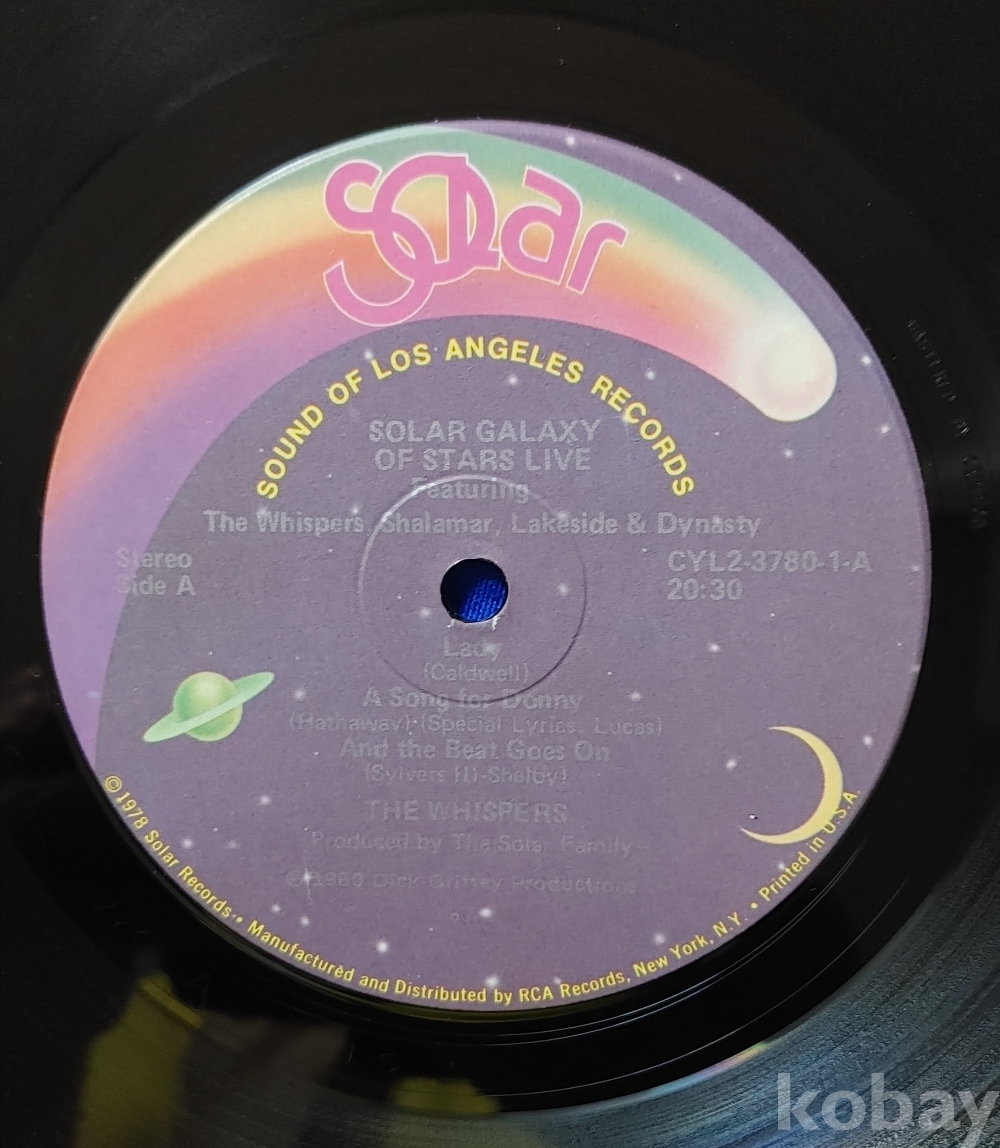 Solar
SOUND OF LOS ANGELES RECORDS
SOLAR GALAXY
OF STARS LIVE
Featuring
The Whispers, Shalamar, Lakeside & Dynasty
Stereo
Side A
CYL2-3780-1-A
20:30
Lady
(Caldwell)
A Song for Donny
(Hathaway) (Special Lyrics: Lucas)
And the Beat Goes On
(Sylvers III-Shelby)
THE WHISPERS
Produced by The Solar Family
℗ 1980 Dick Griffey Productions
© 1978 Solar Records • Manufactured and Distributed by RCA Records, New York, N.Y. • Printed in U.S.A.
MASTERED BY
kobay